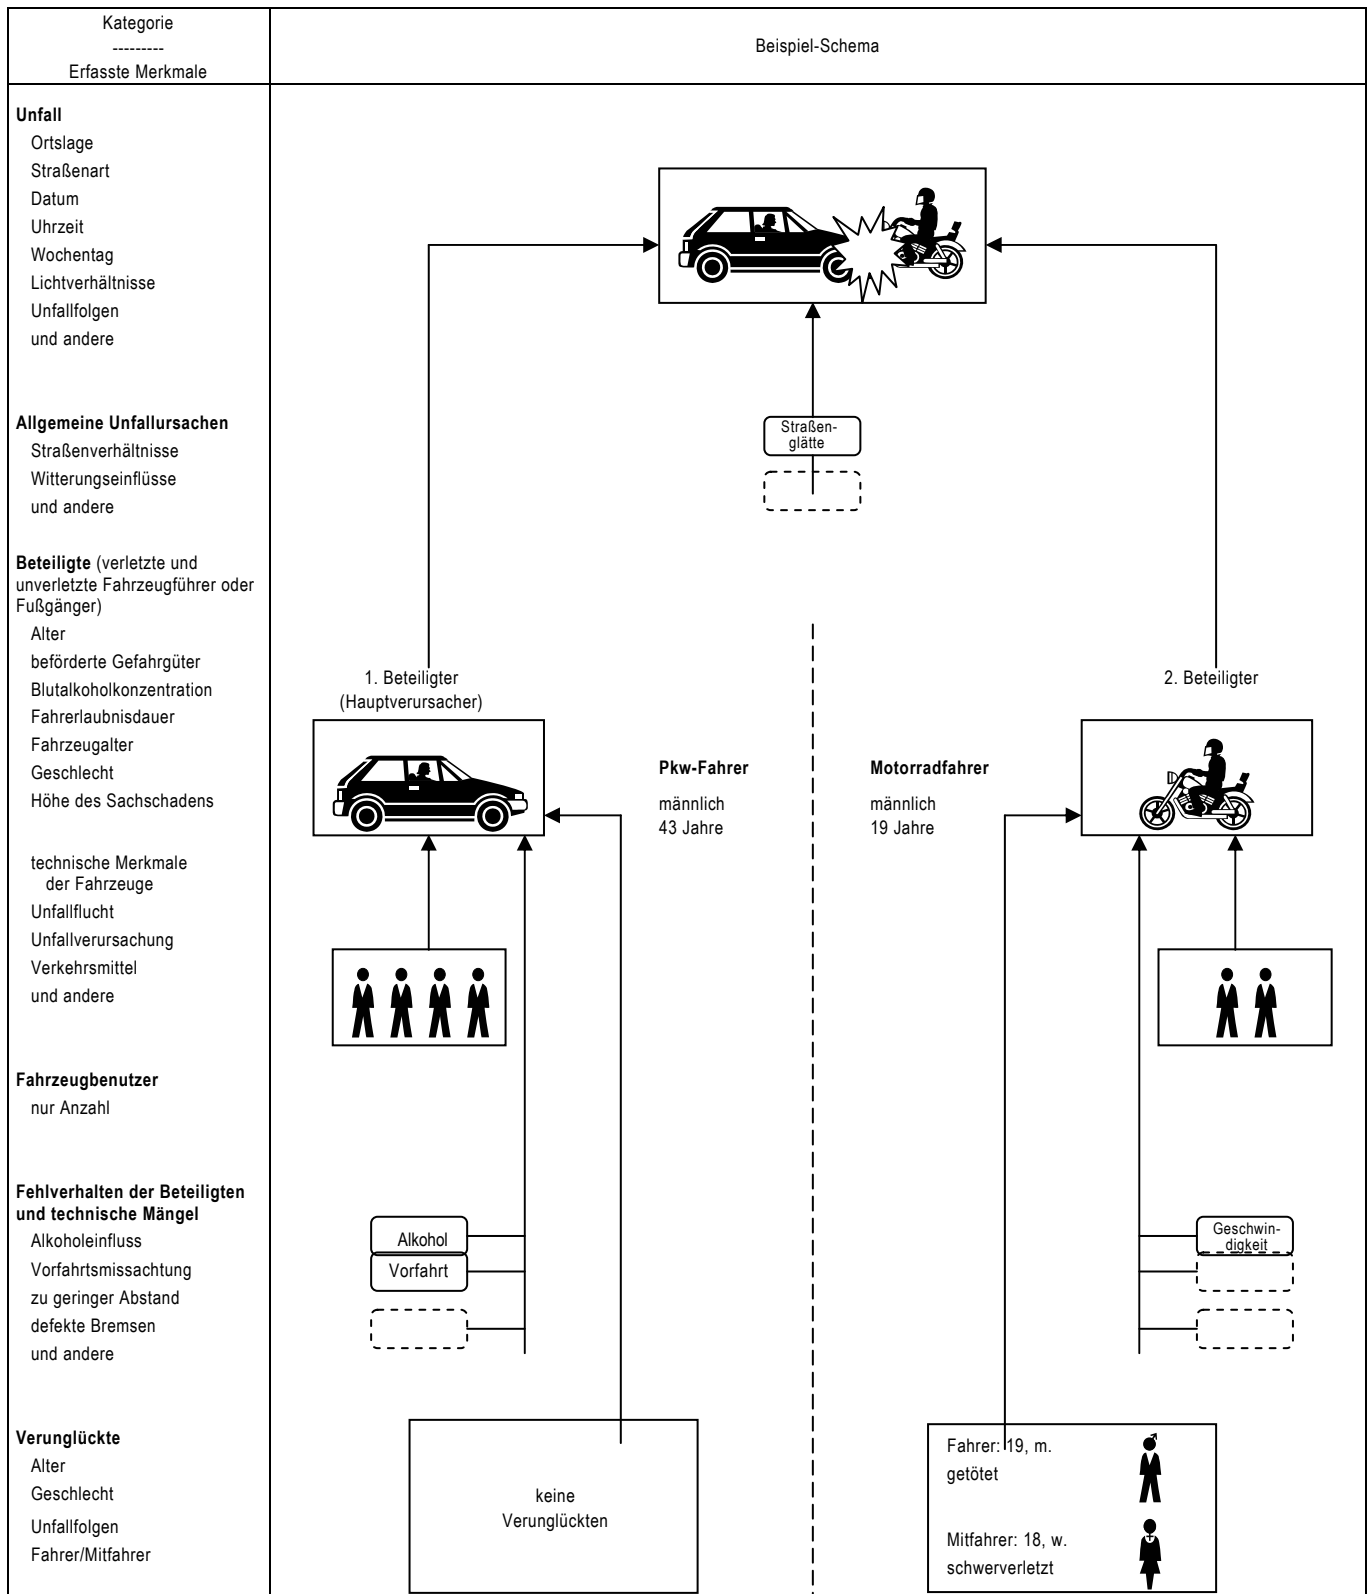 Kategorie
---------
Erfasste Merkmale
Beispiel-Schema
Unfall
Ortslage
Straßenart
Datum
Uhrzeit
Wochentag
Lichtverhältnisse
Unfallfolgen
und andere
Allgemeine Unfallursachen
Straßenverhältnisse
Witterungseinflüsse
und andere
Straßen-
glätte
Beteiligte (verletzte und
unverletzte Fahrzeugführer oder
Fußgänger)
Alter
beförderte Gefahrgüter
Blutalkoholkonzentration
Fahrerlaubnisdauer
Fahrzeugalter
Geschlecht
Höhe des Sachschadens
technische Merkmale
der Fahrzeuge
Unfallflucht
Unfallverursachung
Verkehrsmittel
und andere
1. Beteiligter
(Hauptverursacher)
2. Beteiligter
Pkw-Fahrer
männlich
43 Jahre
Motorradfahrer
männlich
19 Jahre
Fahrzeugbenutzer
nur Anzahl
Fehlverhalten der Beteiligten
und technische Mängel
Alkoholeinfluss
Vorfahrtsmissachtung
zu geringer Abstand
defekte Bremsen
und andere
Alkohol
Vorfahrt
Geschwin-
digkeit
Verunglückte
Alter
Geschlecht
Unfallfolgen
Fahrer/Mitfahrer
keine
Verunglückten
Fahrer: 19, m.
getötet
Mitfahrer: 18, w.
schwerverletzt